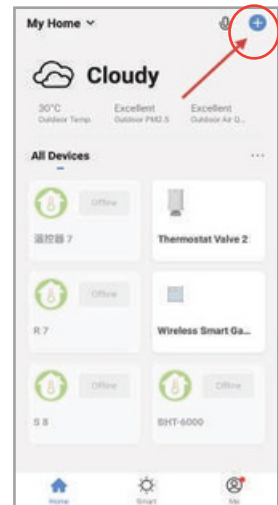 My Home
Cloudy
30°C Excellent Excellent
Outdoor Temp. Outdoor PM2.5 Outdoor Air Q...
All Devices ...
Offline
温控器 7 Thermostat Valve 2
Offline
R 7 Wireless Smart Ga...
Offline Offline
S 8 BHT-6000
Home Smart Me